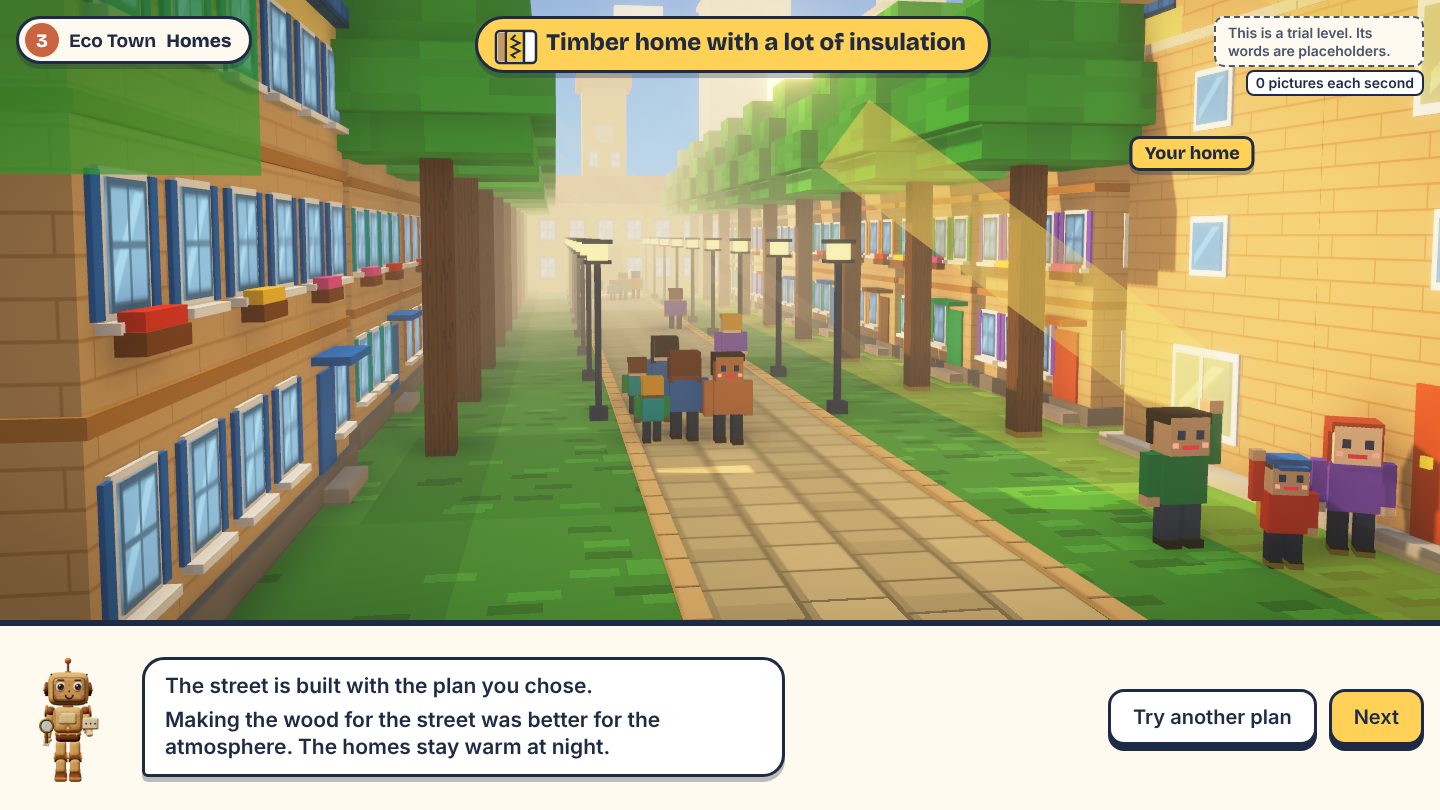 3 Eco Town Homes
Timber home with a lot of insulation
This is a trial level. Its
words are placeholders.
0 pictures each second
Your home
The street is built with the plan you chose.
Making the wood for the street was better for the
atmosphere. The homes stay warm at night.
Try another plan
Next